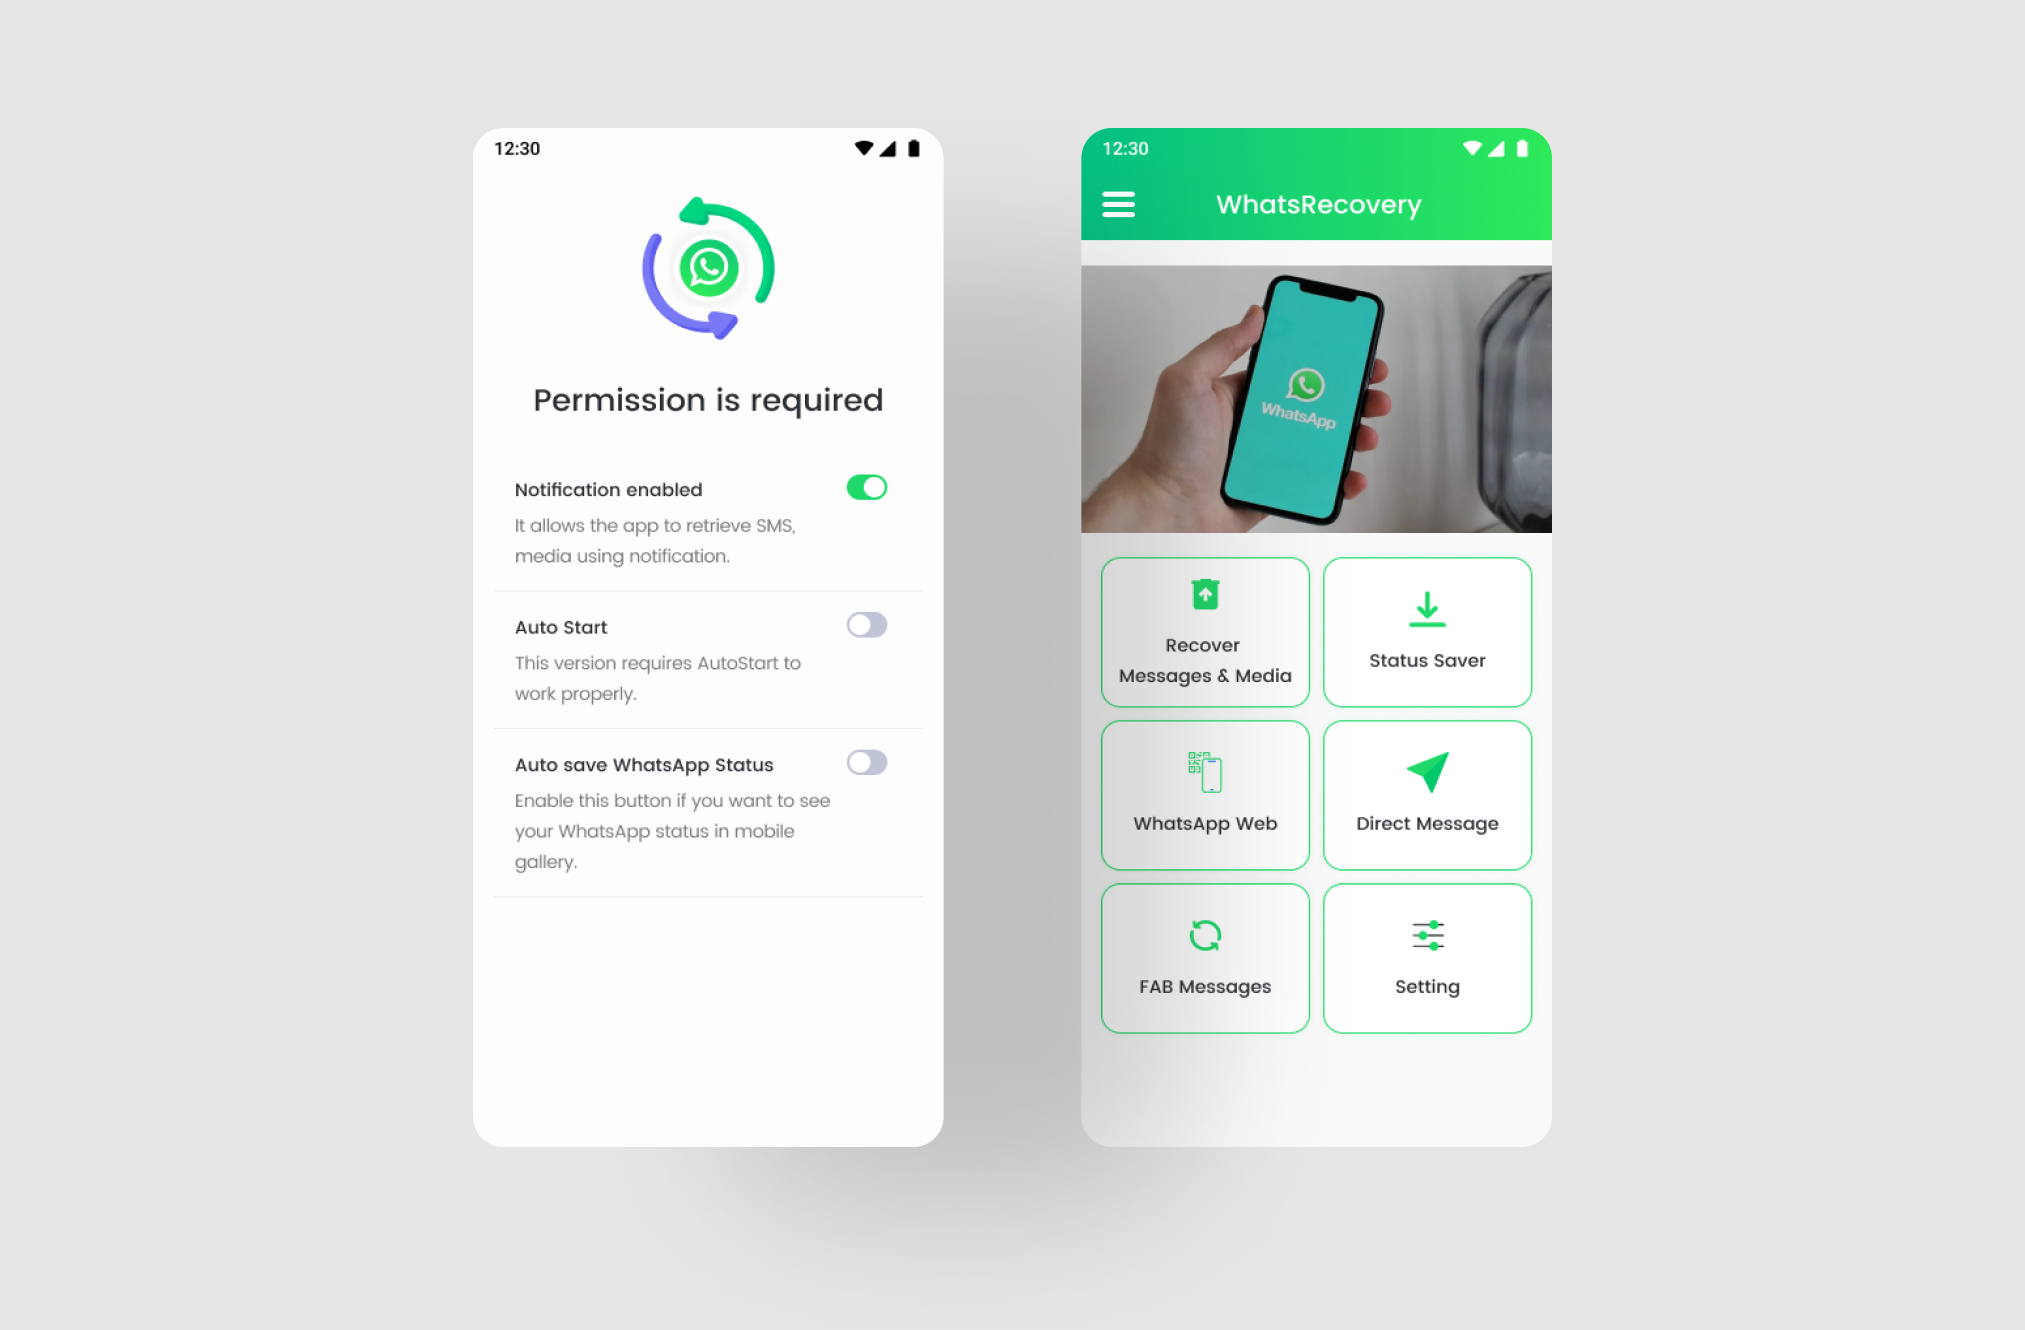 12:30
Permission is required
Notification enabled
It allows the app to retrieve SMS,
media using notification.
Auto Start
This version requires AutoStart to
work properly.
Auto save WhatsApp Status
Enable this button if you want to see
your WhatsApp status in mobile
gallery.
12:30
WhatsRecovery
WhatsApp
Recover
Messages & Media
Status Saver
WhatsApp Web
Direct Message
FAB Messages
Setting